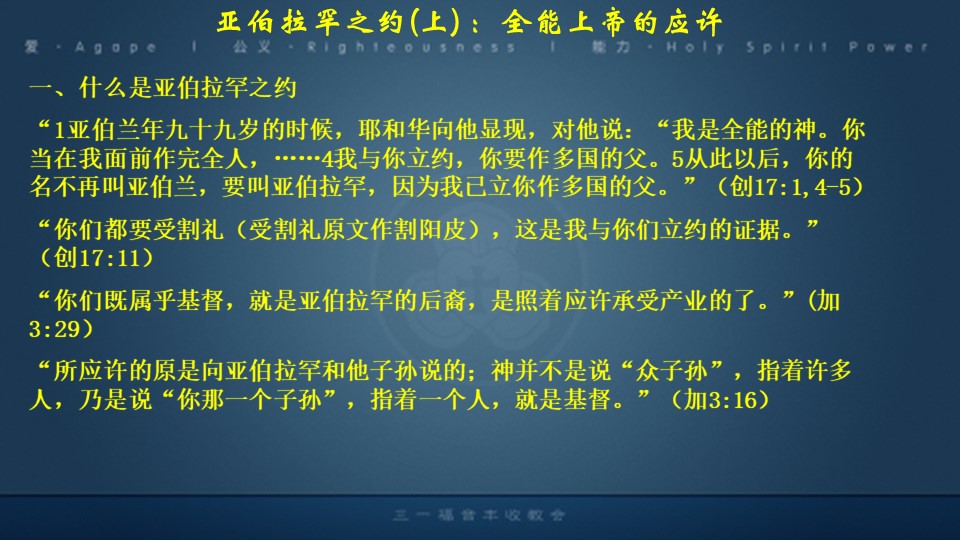 亚伯拉罕之约(上)：全能上帝的应许
爱 · Agape | 公义 · Righteousness | 能力 · Holy Spirit Power
一、什么是亚伯拉罕之约
“1亚伯兰年九十九岁的时候，耶和华向他显现，对他说：“我是全能的神。你
当在我面前作完全人，……4我与你立约，你要作多国的父。5从此以后，你的
名不再叫亚伯兰，要叫亚伯拉罕，因为我已立你作多国的父。”（创17:1,4-5）
“你们都要受割礼（受割礼原文作割阳皮），这是我与你们立约的证据。”
（创17:11）
“你们既属乎基督，就是亚伯拉罕的后裔，是照着应许承受产业的了。”(加
3:29）
“所应许的原是向亚伯拉罕和他子孙说的；神并不是说“众子孙”，指着许多
人，乃是说“你那一个子孙”，指着一个人，就是基督。”（加3:16）
三一福音丰收教会